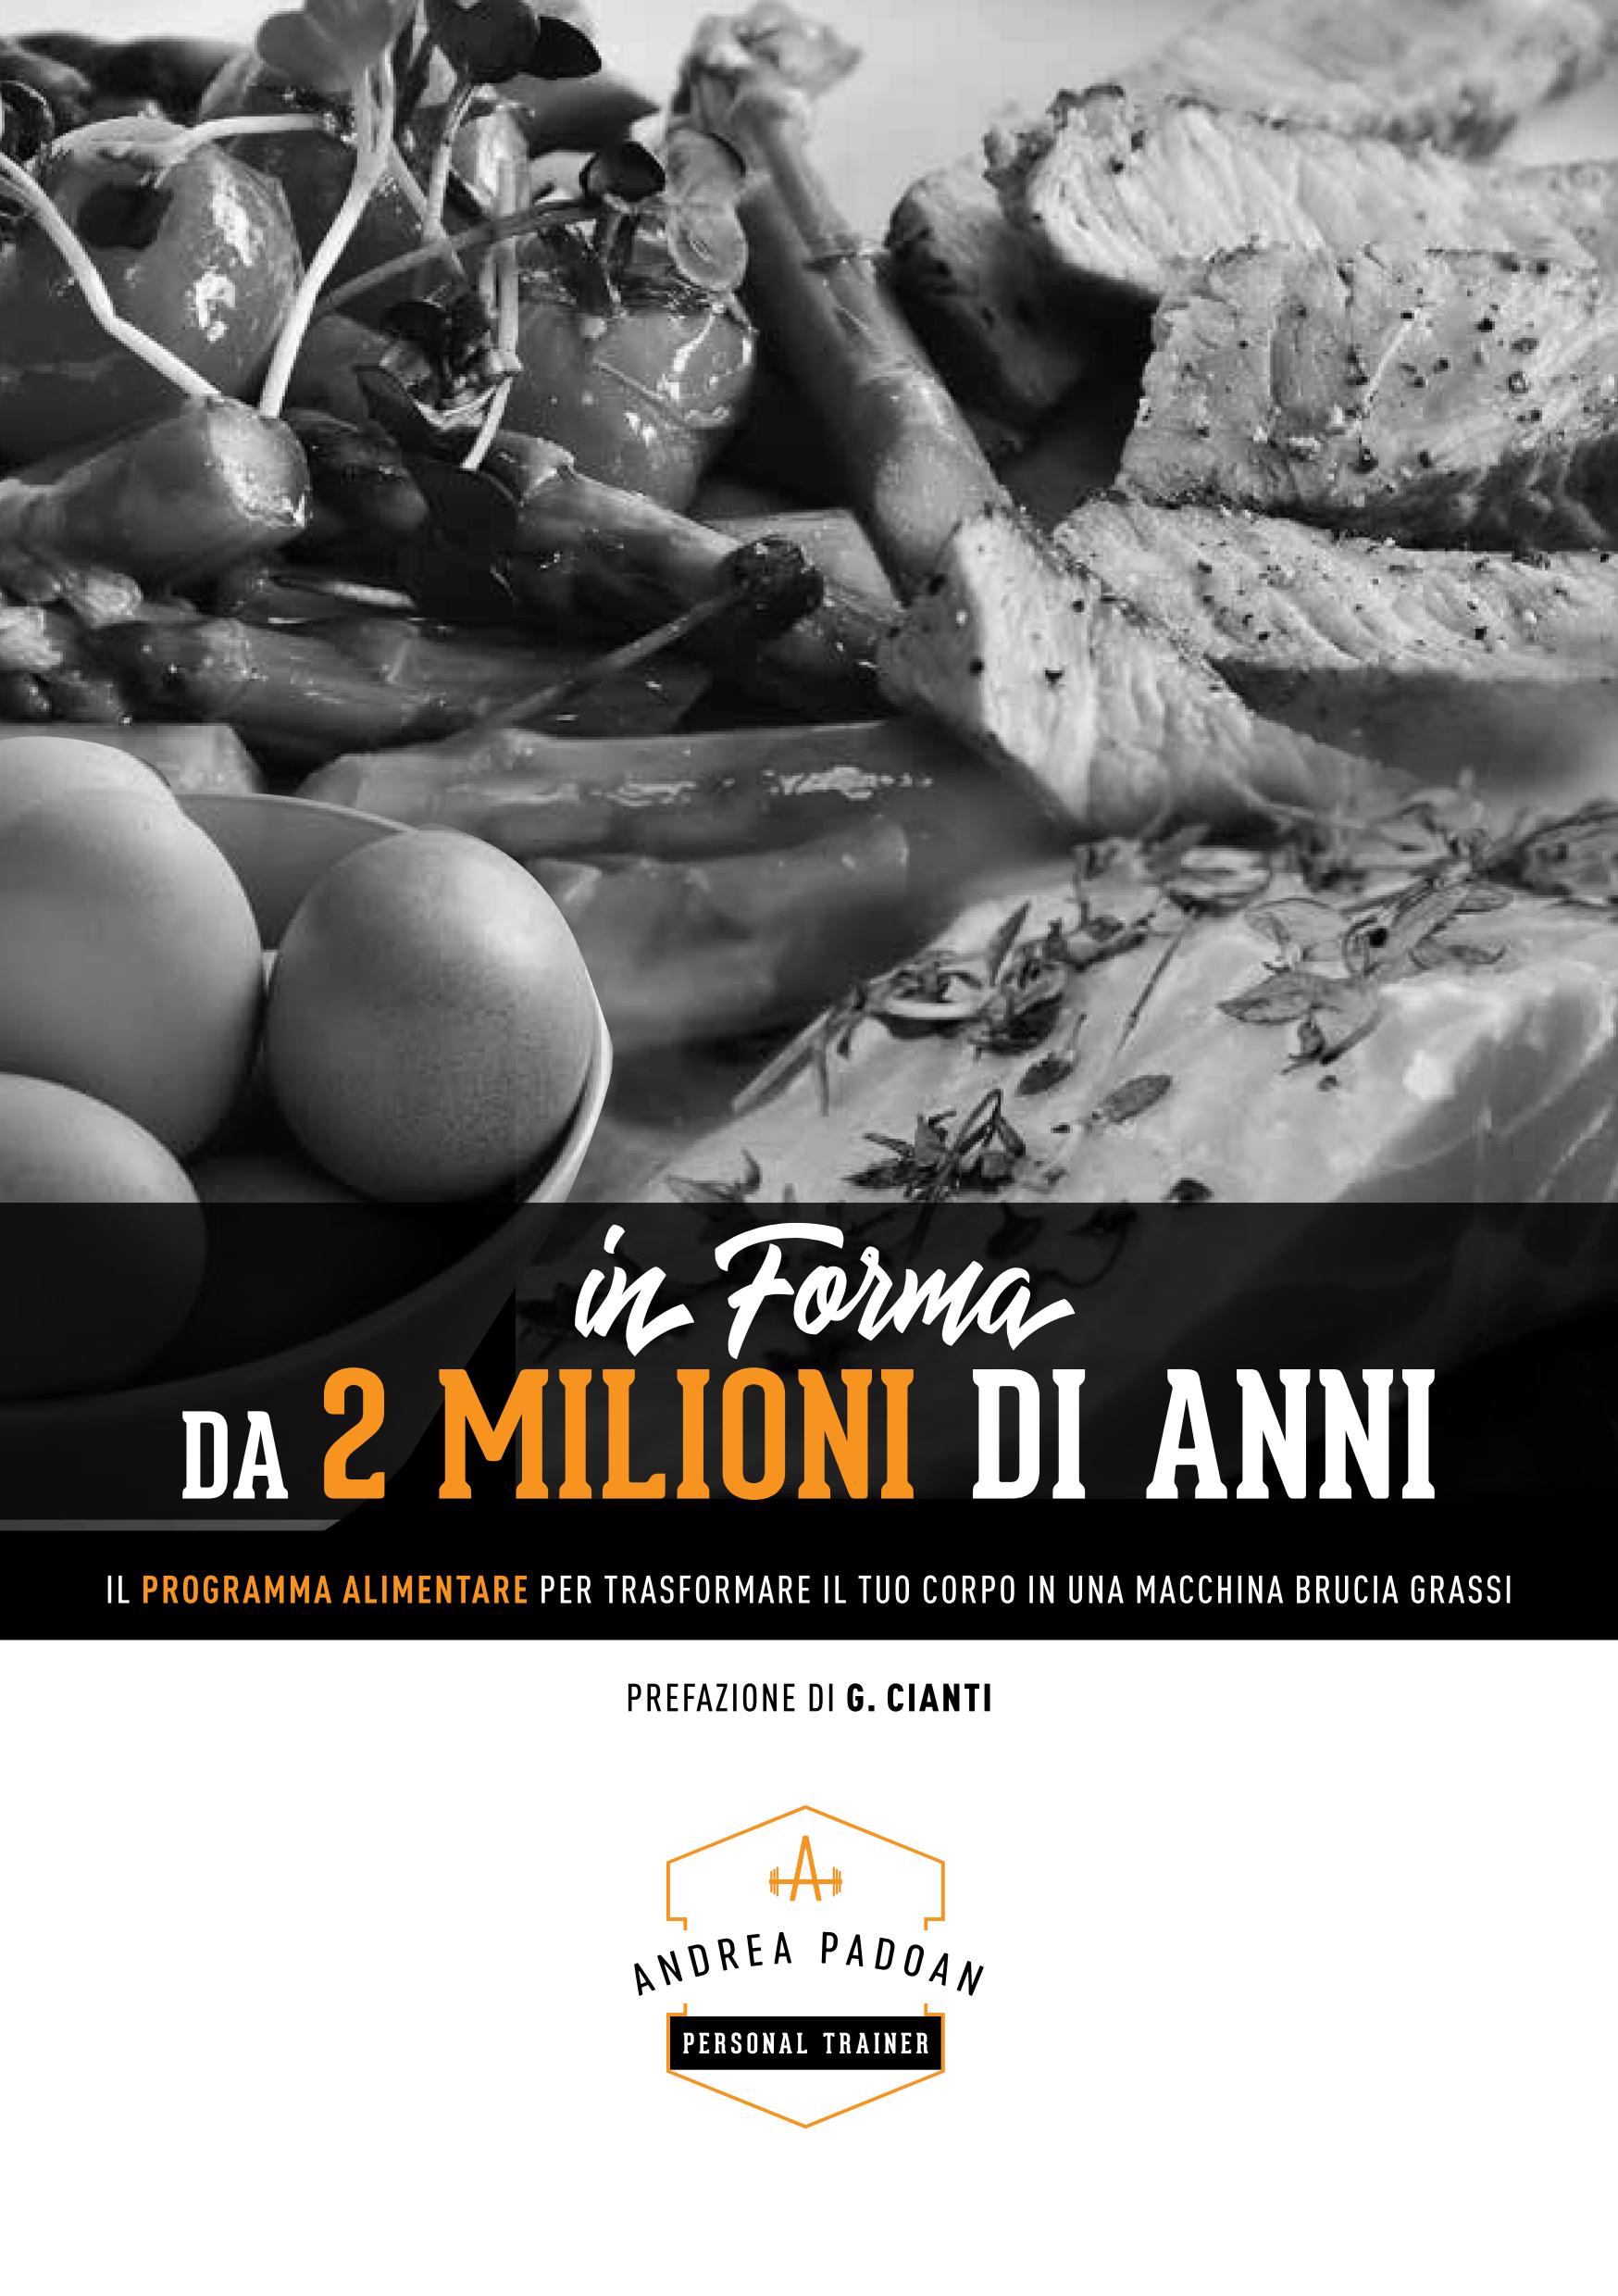 in Forma
DA 2 MILIONI DI ANNI
IL PROGRAMMA ALIMENTARE PER TRASFORMARE IL TUO CORPO IN UNA MACCHINA BRUCIA GRASSI
PREFAZIONE DI G. CIANTI
A
ANDREA PADOAN
PERSONAL TRAINER